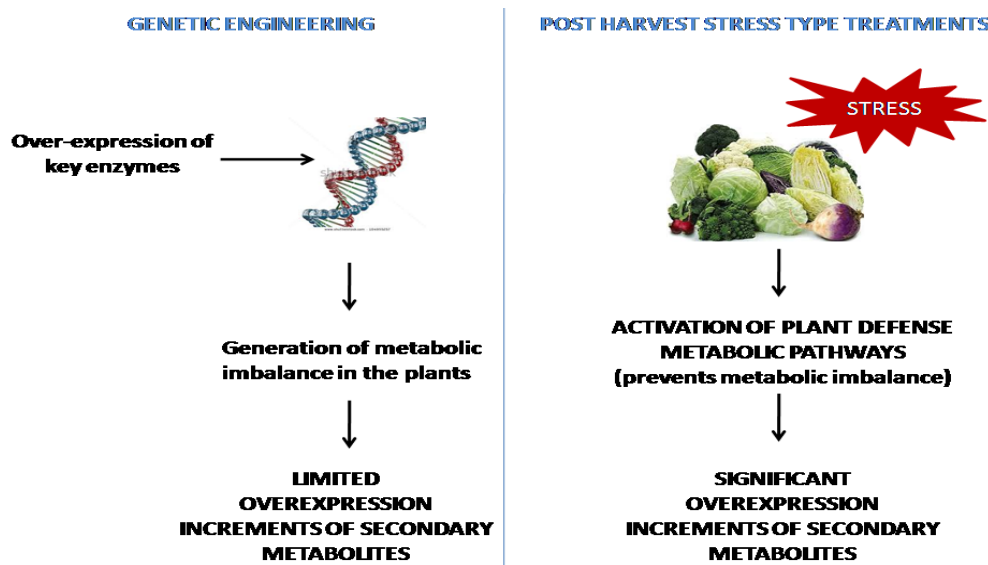 GENETIC ENGINEERING
Over-expression of
key enzymes
Generation of metabolic
imbalance in the plants
LIMITED
OVEREXPRESSION
INCREMENTS OF SECONDARY
METABOLITES
POST HARVEST STRESS TYPE TREATMENTS
STRESS
ACTIVATION OF PLANT DEFENSE
METABOLIC PATHWAYS
(prevents metabolic imbalance)
SIGNIFICANT
OVEREXPRESSION
INCREMENTS OF SECONDARY
METABOLITES